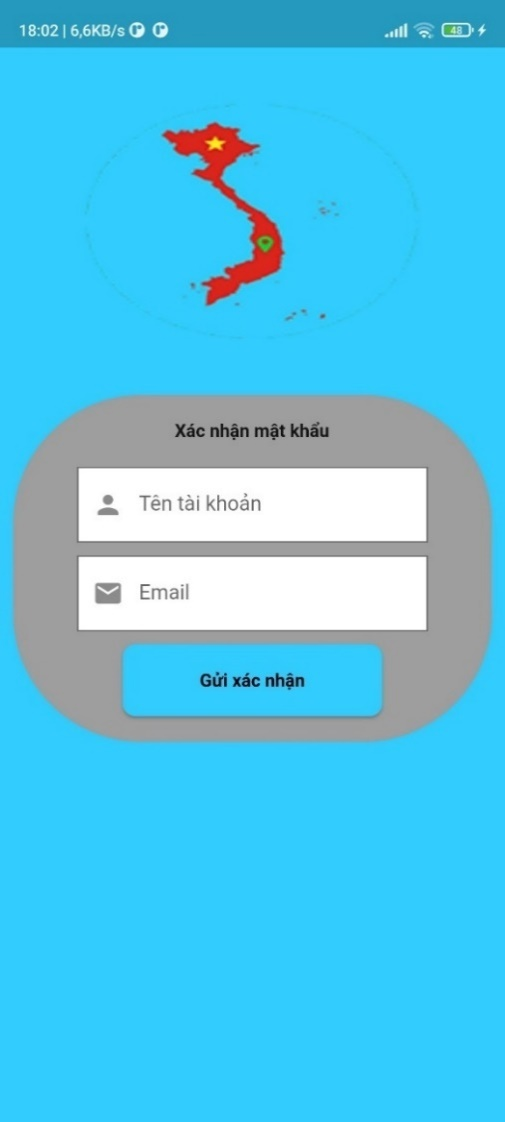 18:02 | 6,6KB/s
48
Xác nhận mật khẩu
Tên tài khoản
Email
Gửi xác nhận